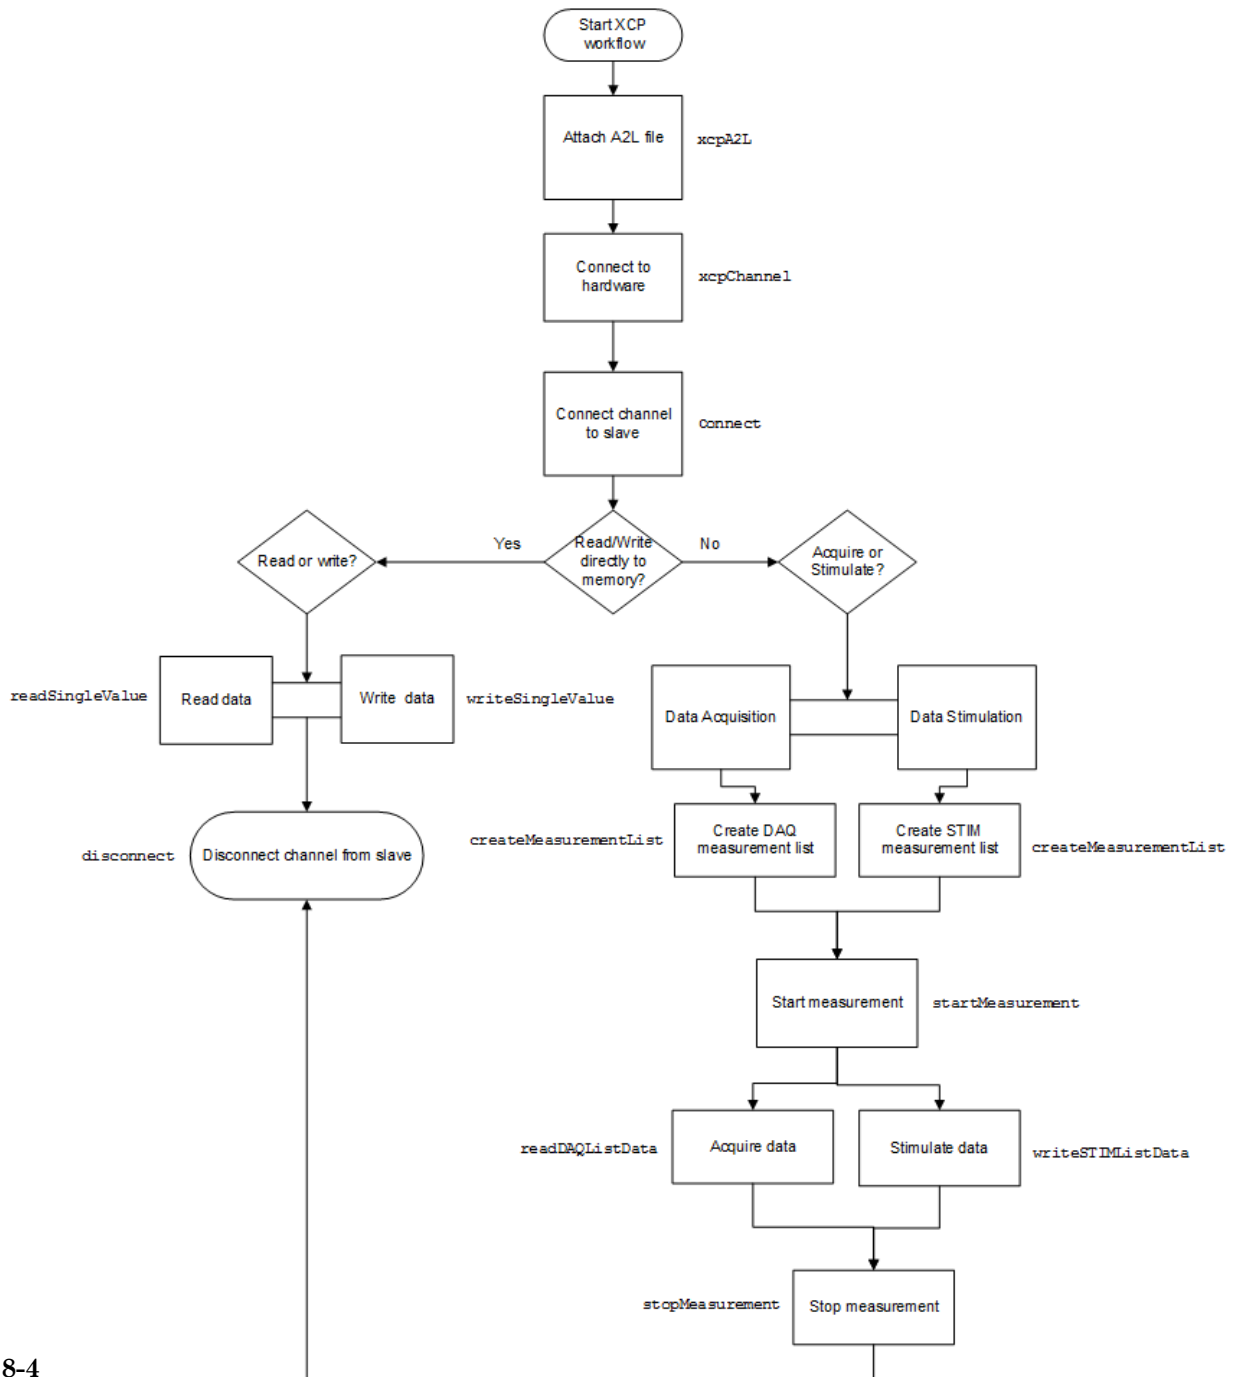 Start XCP
workflow
Attach A2L file
xcpA2L
Connect to
hardware
xcpChannel
Connect channel
to slave
Connect
Read or write?
Yes
Read/Write
directly to
memory?
No
Acquire or
Stimulate?
readSingleValue
Read data
Write data
writeSingleValue
Data Acquisition
Data Stimulation
createMeasurementList
Create DAQ
measurement list
Create STIM
measurement list
createMeasurementList
disconnect
Disconnect channel from slave
Start measurement
startMeasurement
readDAQListData
Acquire data
Stimulate data
writeSTIMListData
stopMeasurement
Stop measurement
8-4